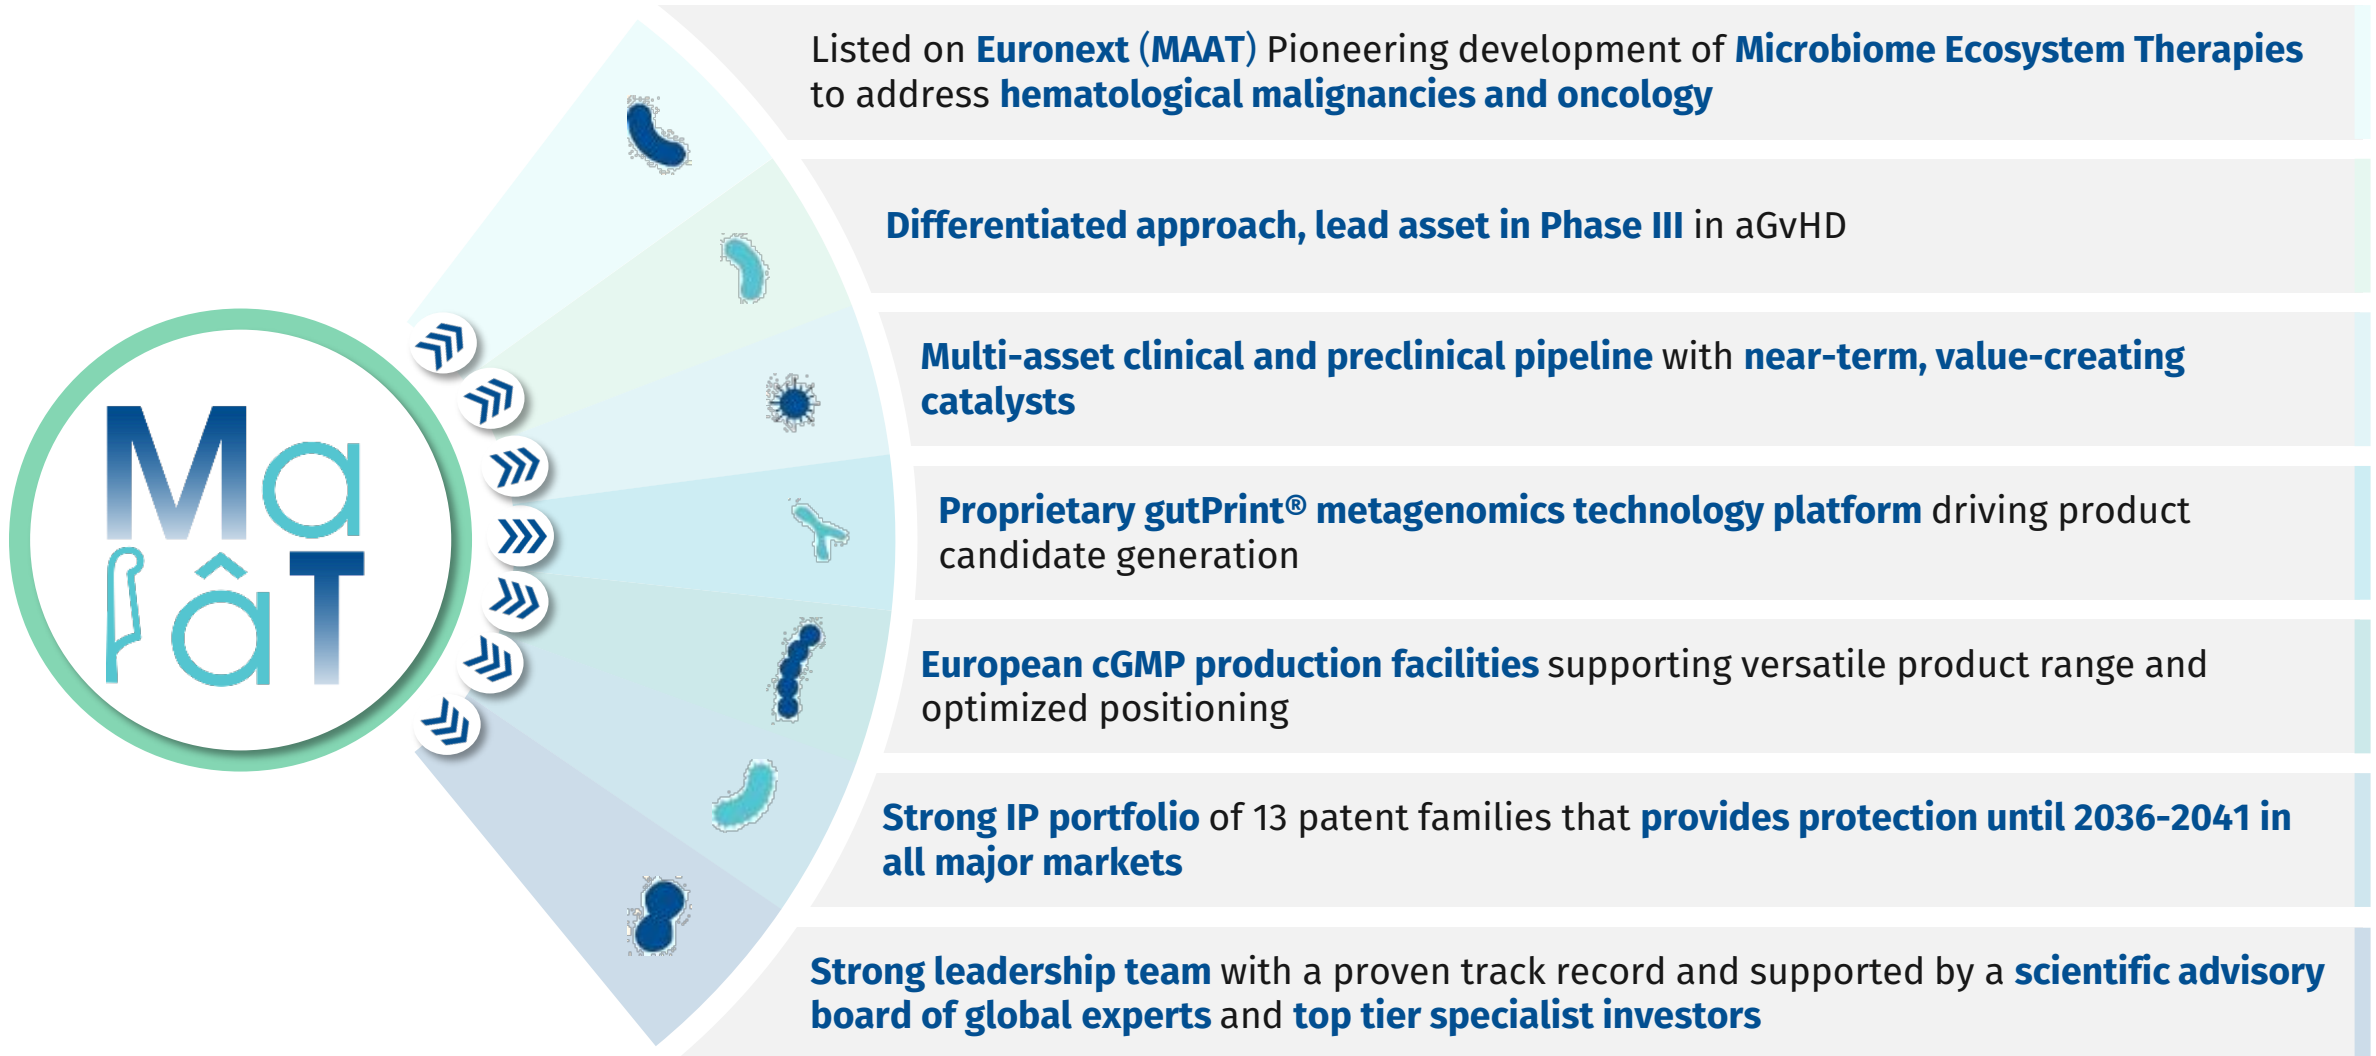 Ma
âT
Listed on Euronext (MAAT) Pioneering development of Microbiome Ecosystem Therapies
to address hematological malignancies and oncology
Differentiated approach, lead asset in Phase III in aGvHD
Multi-asset clinical and preclinical pipeline with near-term, value-creating
catalysts
Proprietary gutPrint® metagenomics technology platform driving product
candidate generation
European cGMP production facilities supporting versatile product range and
optimized positioning
Strong IP portfolio of 13 patent families that provides protection until 2036-2041 in
all major markets
Strong leadership team with a proven track record and supported by a scientific advisory
board of global experts and top tier specialist investors